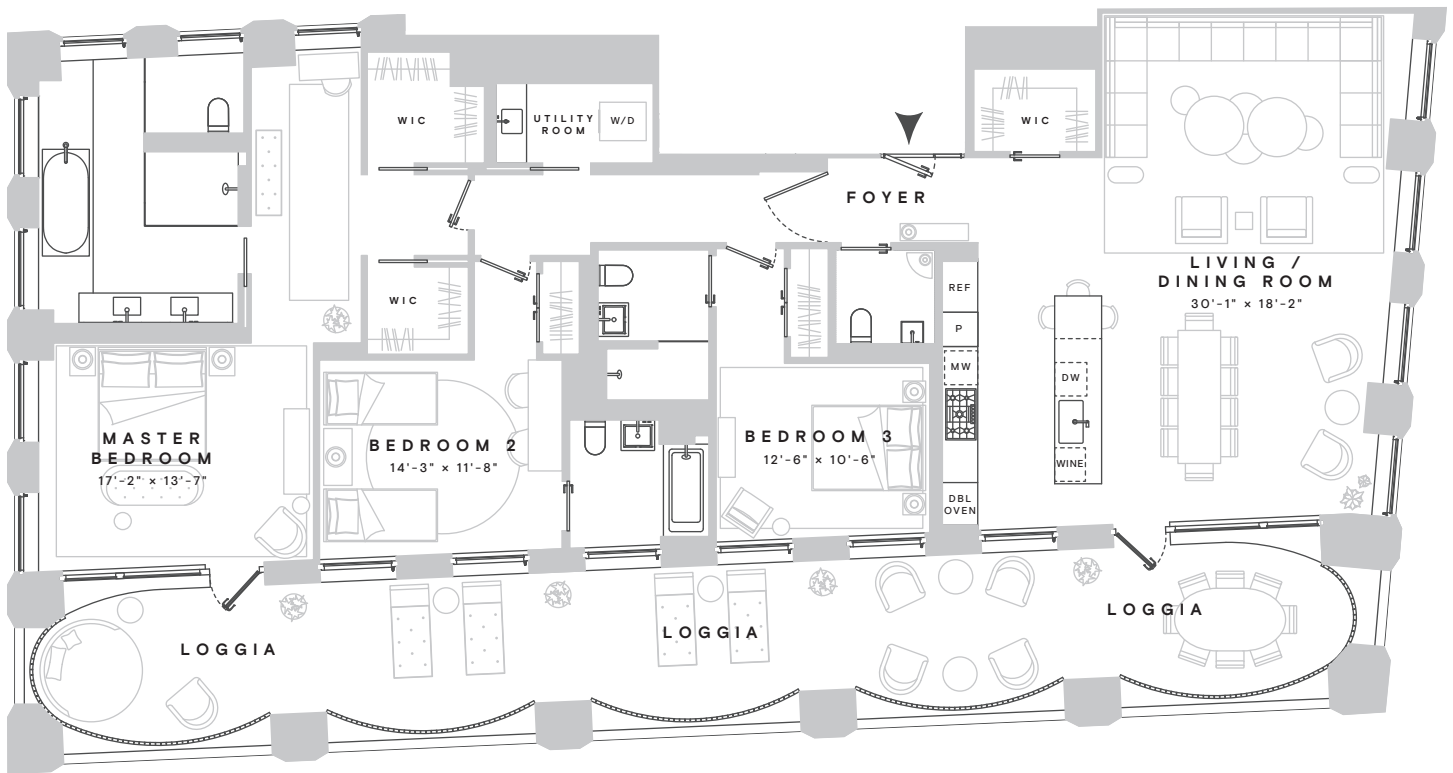 WIC
UTILITY
ROOM
W/D
WIC
FOYER
LIVING /
DINING ROOM
30'-1" × 18'-2"
WIC
REF
P
MW
DW
WINE
DBL
OVEN
MASTER
BEDROOM
17'-2" × 13'-7"
BEDROOM 2
14'-3" × 11'-8"
BEDROOM 3
12'-6" × 10'-6"
LOGGIA
LOGGIA
LOGGIA